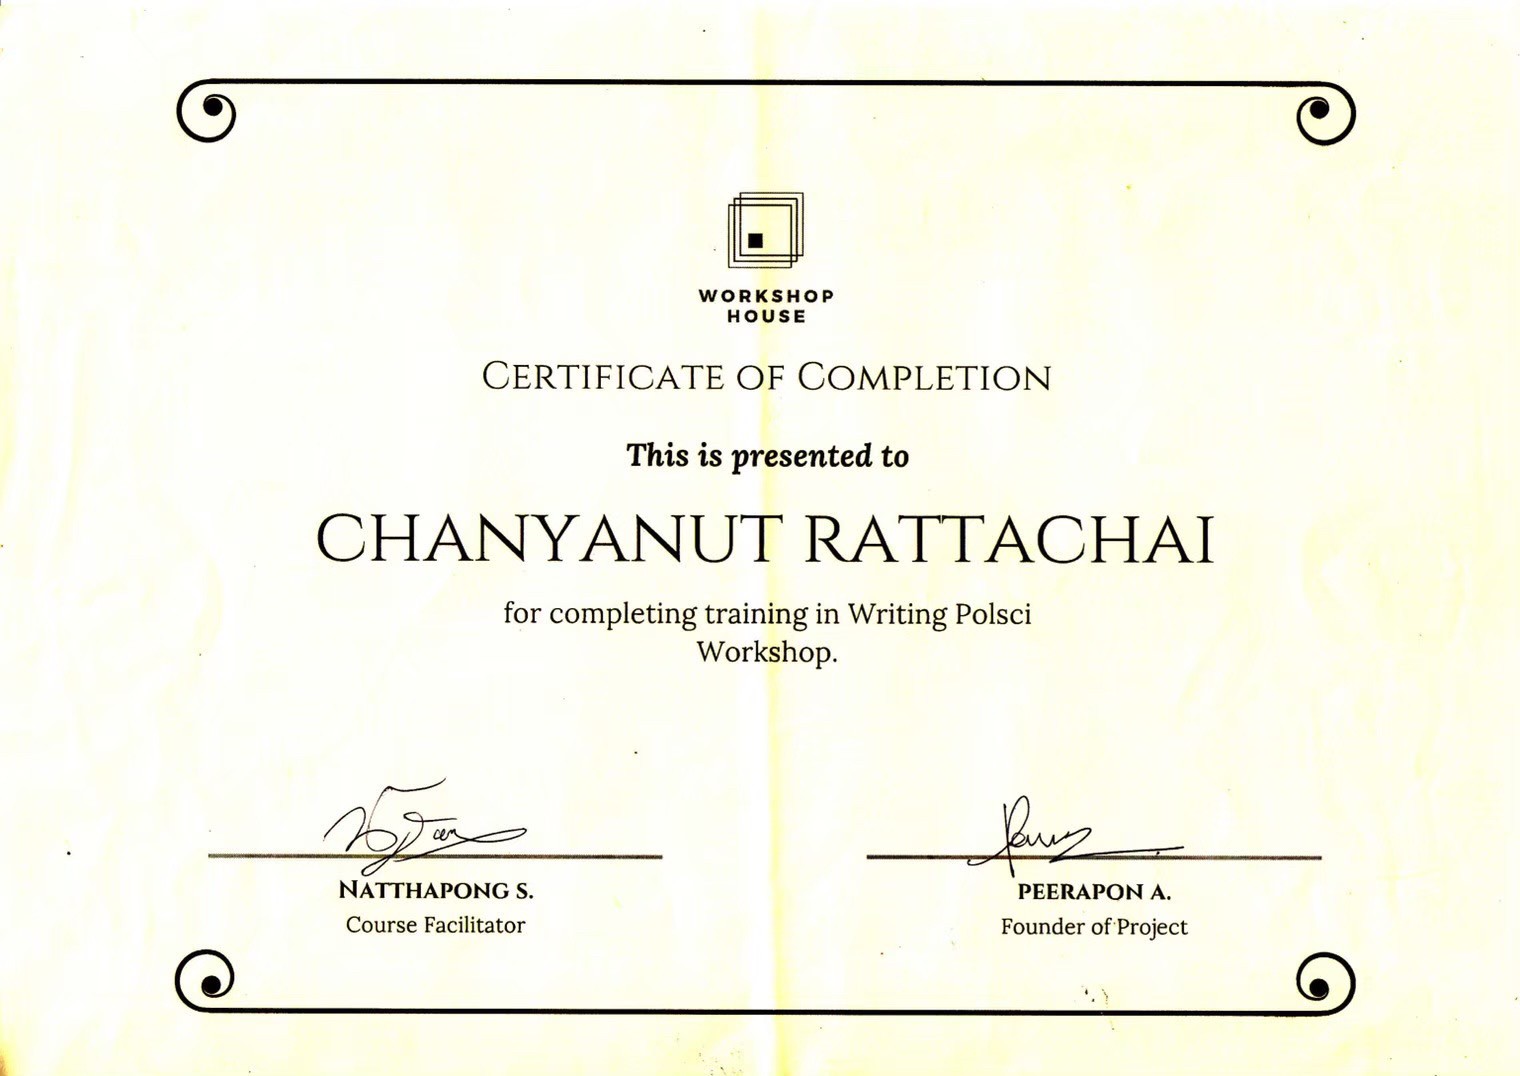 WORKSHOP
HOUSE
CERTIFICATE OF COMPLETION
This is presented to
CHANYANUT RATTACHAI
for completing training in Writing Polsci
Workshop.
NATTHAPONG S.
Course Facilitator
PEERAPON A.
Founder of Project